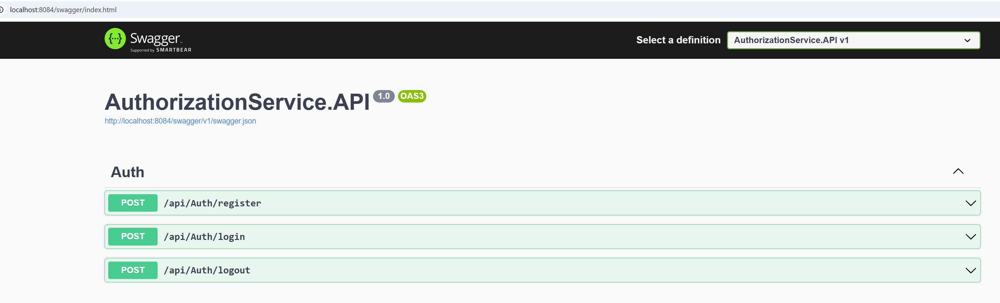 localhost:8084/swagger/index.html
{...} Swagger™
Supported by SMARTBEAR
Select a definition
AuthorizationService.API v1
AuthorizationService.API 1.0 OAS3
http://localhost:8084/swagger/v1/swagger.json
Auth
POST /api/Auth/register
POST /api/Auth/login
POST /api/Auth/logout